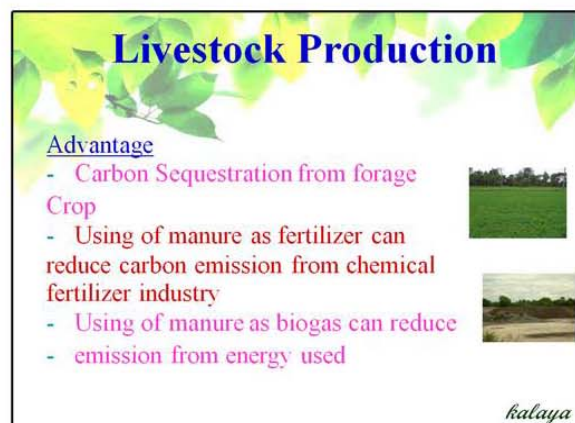 Livestock Production
Advantage
- Carbon Sequestration from forage
Crop
- Using of manure as fertilizer can
reduce carbon emission from chemical
fertilizer industry
- Using of manure as biogas can reduce
- emission from energy used
kalaya